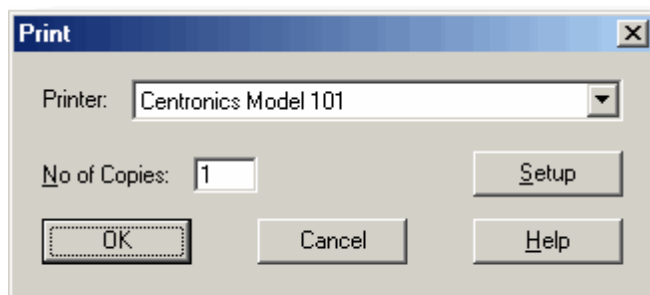 Print
Printer: Centronics Model 101
No of Copies: 1 Setup
OK Cancel Help